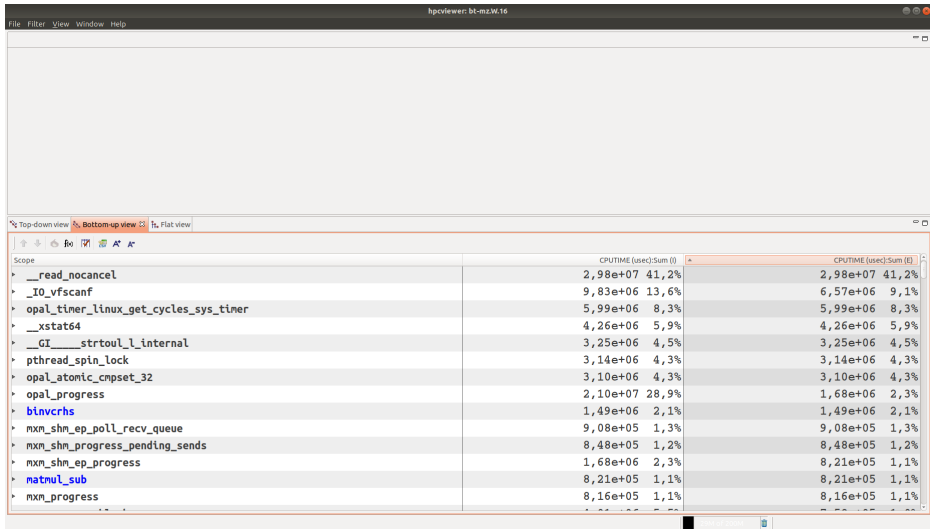 hpcviewer: bt-mz.W.16
File Filter View Window Help
Top-down view Bottom-up view Flat view
f(x) A+ A-
Scope CPUTIME (usec):Sum (I) CPUTIME (usec):Sum (E)
__read_nocancel 2,98e+07 41,2% 2,98e+07 41,2%
_IO_vfscanf 9,83e+06 13,6% 6,57e+06 9,1%
opal_timer_linux_get_cycles_sys_timer 5,99e+06 8,3% 5,99e+06 8,3%
__xstat64 4,26e+06 5,9% 4,26e+06 5,9%
__GI_____strtoul_l_internal 3,25e+06 4,5% 3,25e+06 4,5%
pthread_spin_lock 3,14e+06 4,3% 3,14e+06 4,3%
opal_atomic_cmpset_32 3,10e+06 4,3% 3,10e+06 4,3%
opal_progress 2,10e+07 28,9% 1,68e+06 2,3%
binvcrhs 1,49e+06 2,1% 1,49e+06 2,1%
mxm_shm_ep_poll_recv_queue 9,08e+05 1,3% 9,08e+05 1,3%
mxm_shm_progress_pending_sends 8,48e+05 1,2% 8,48e+05 1,2%
mxm_shm_ep_progress 1,68e+06 2,3% 8,21e+05 1,1%
matmul_sub 8,21e+05 1,1% 8,21e+05 1,1%
mxm_progress 8,16e+05 1,1% 8,16e+05 1,1%